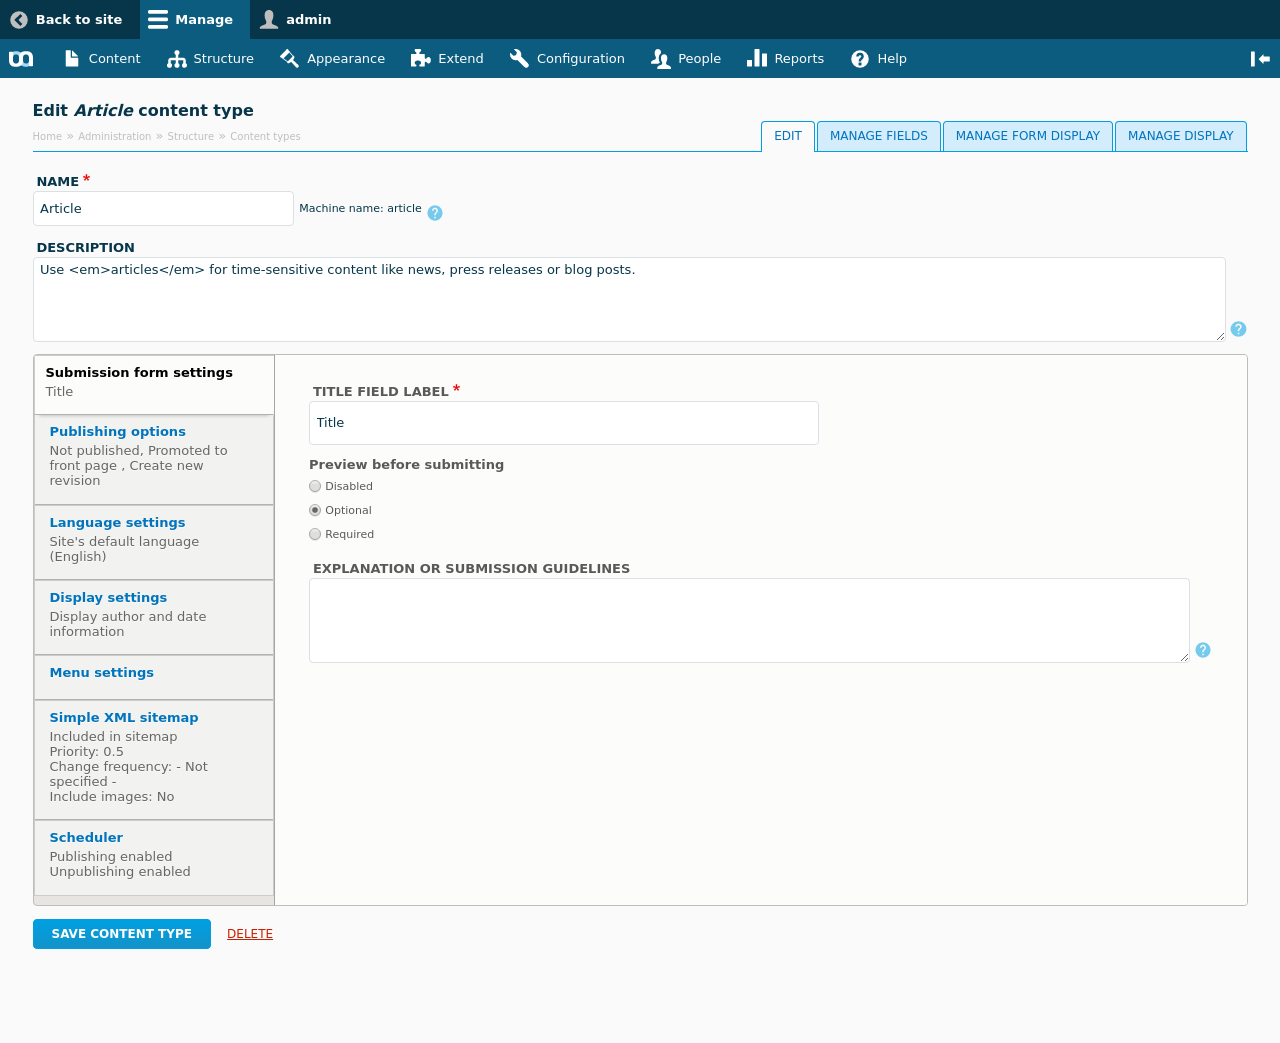 Back to site
Manage
admin
Content
Structure
Appearance
Extend
Configuration
People
Reports
Help
Edit Article content type
Home » Administration » Structure » Content types
EDIT
MANAGE FIELDS
MANAGE FORM DISPLAY
MANAGE DISPLAY
NAME *
Article
Machine name: article ?
DESCRIPTION
Use <em>articles</em> for time-sensitive content like news, press releases or blog posts.
?
Submission form settings
Title
Publishing options
Not published, Promoted to
front page , Create new
revision
Language settings
Site's default language
(English)
Display settings
Display author and date
information
Menu settings
Simple XML sitemap
Included in sitemap
Priority: 0.5
Change frequency: - Not
specified -
Include images: No
Scheduler
Publishing enabled
Unpublishing enabled
TITLE FIELD LABEL *
Title
Preview before submitting
Disabled
Optional
Required
EXPLANATION OR SUBMISSION GUIDELINES
?
SAVE CONTENT TYPE
DELETE